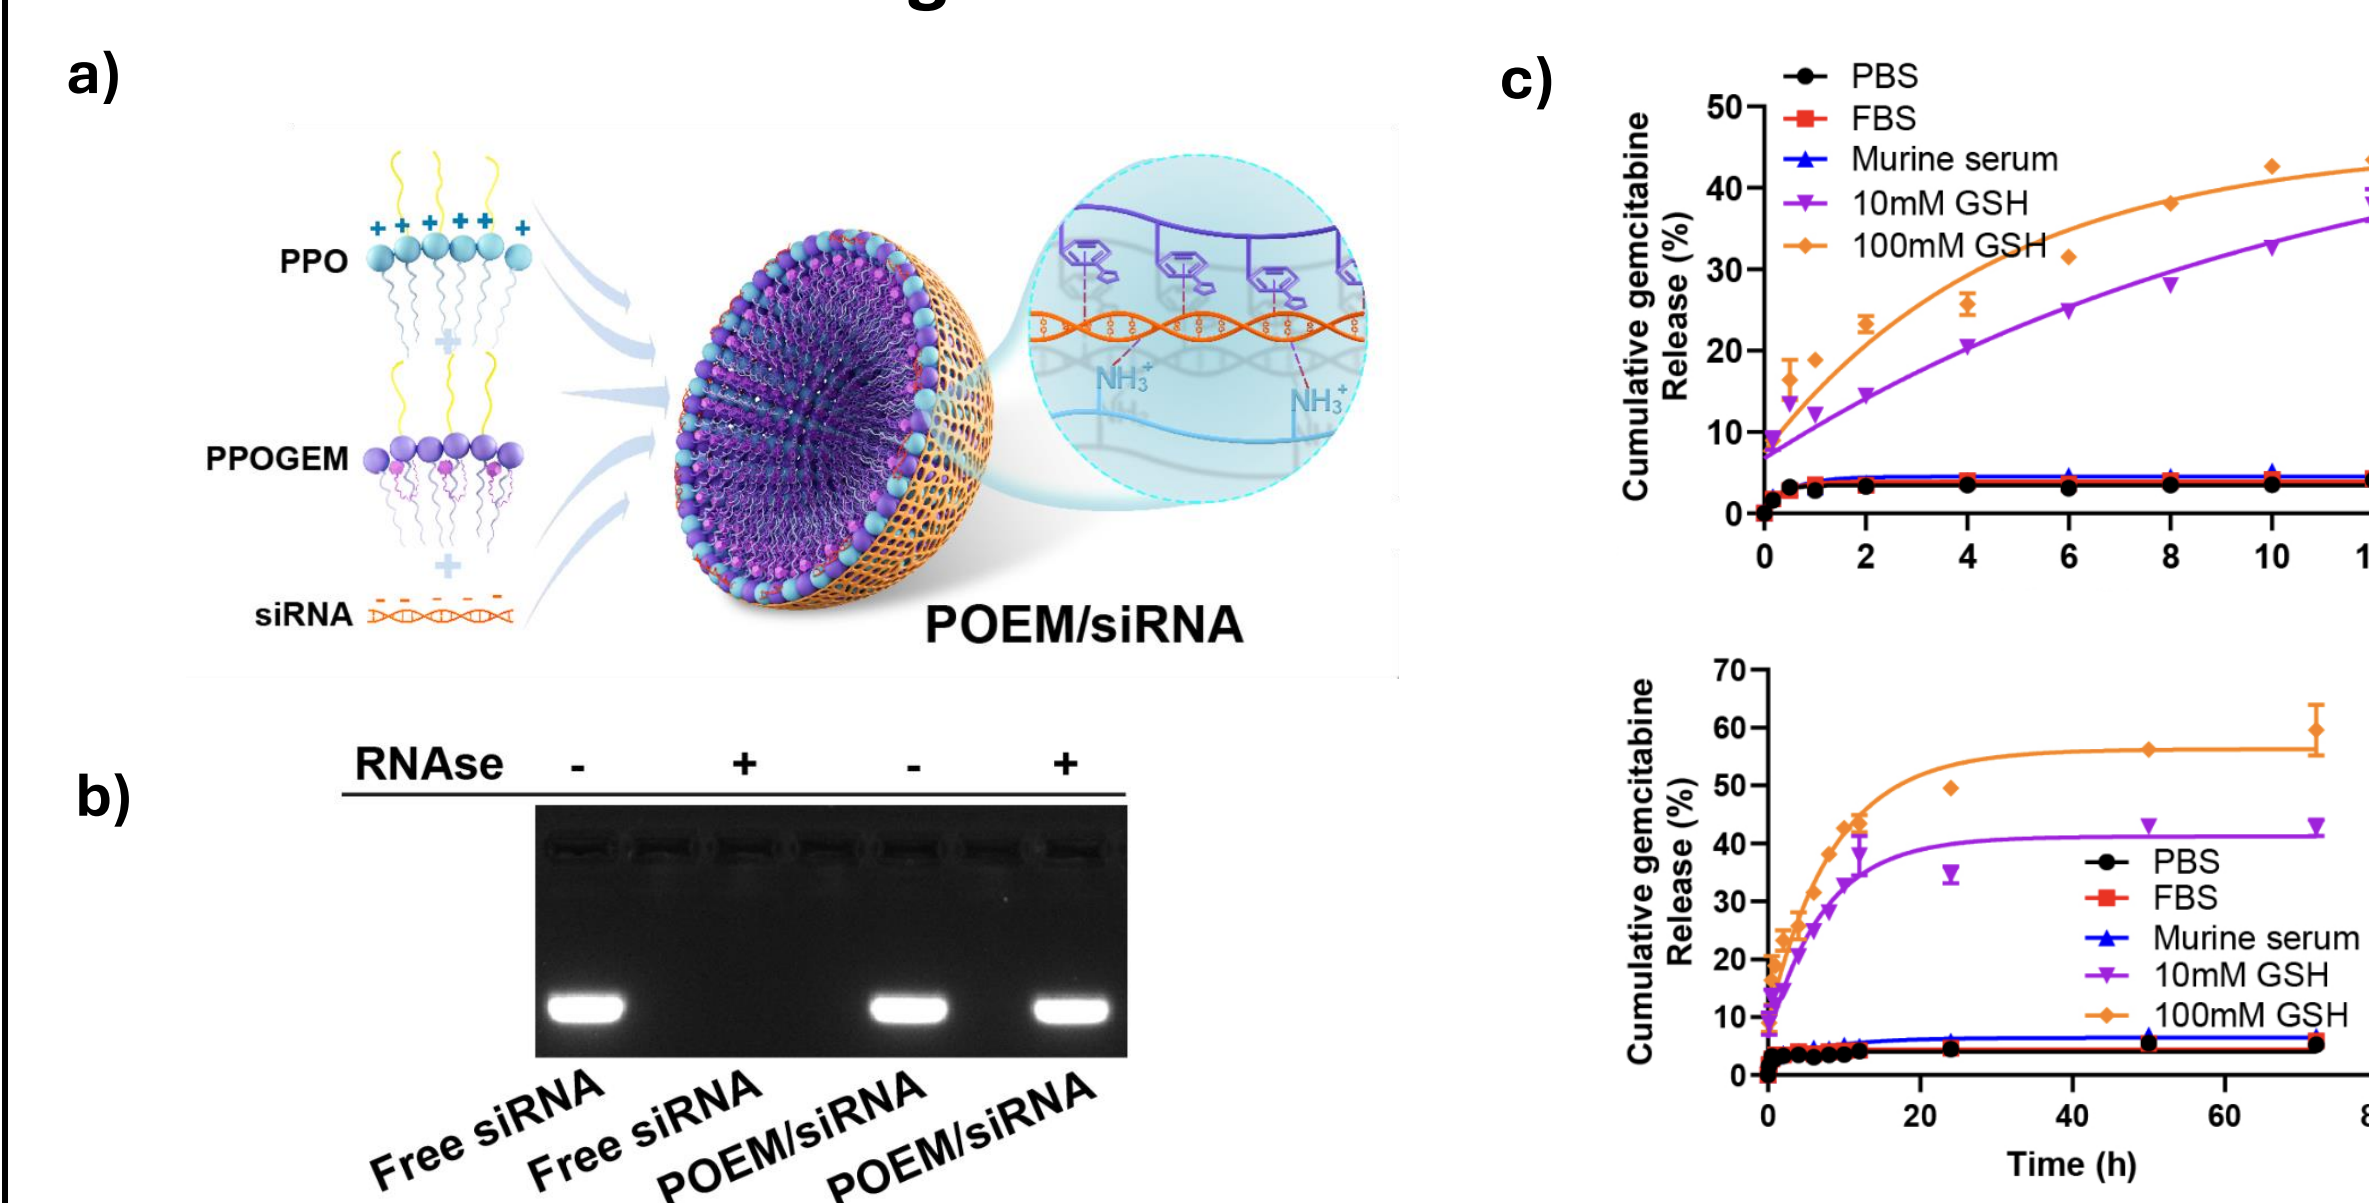 a)
PPO
+ + + + + +
+
PPOGEM
+
siRNA
- - - - -
NH3+
NH3+
POEM/siRNA
b)
RNAse - + - +
Free siRNA
Free siRNA
POEM/siRNA
POEM/siRNA
c)
PBS
FBS
Murine serum
10mM GSH
100mM GSH
Cumulative gemcitabine
Release (%)
50
40
30
20
10
0
0 2 4 6 8 10
Cumulative gemcitabine
Release (%)
70
60
50
40
30
20
10
0
PBS
FBS
Murine serum
10mM GSH
100mM GSH
0 20 40 60
Time (h)